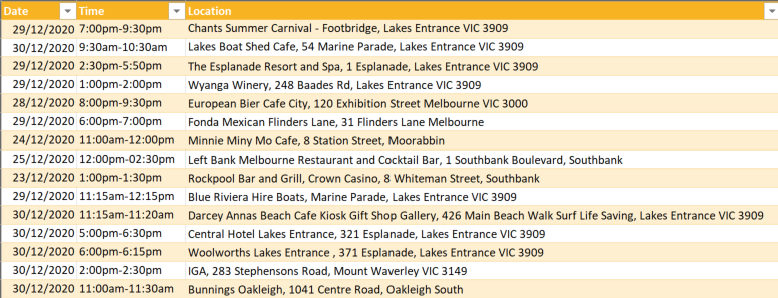 Date Time Location
29/12/2020 7:00pm-9:30pm Chants Summer Carnival - Footbridge, Lakes Entrance VIC 3909
30/12/2020 9:30am-10:30am Lakes Boat Shed Cafe, 54 Marine Parade, Lakes Entrance VIC 3909
29/12/2020 2:30pm-5:50pm The Esplanade Resort and Spa, 1 Esplanade, Lakes Entrance VIC 3909
29/12/2020 1:00pm-2:00pm Wyanga Winery, 248 Baades Rd, Lakes Entrance VIC 3909
28/12/2020 8:00pm-9:30pm European Bier Cafe City, 120 Exhibition Street Melbourne VIC 3000
29/12/2020 6:00pm-7:00pm Fonda Mexican Flinders Lane, 31 Flinders Lane Melbourne
24/12/2020 11:00am-12:00pm Minnie Miny Mo Cafe, 8 Station Street, Moorabbin
25/12/2020 12:00pm-02:30pm Left Bank Melbourne Restaurant and Cocktail Bar, 1 Southbank Boulevard, Southbank
23/12/2020 1:00pm-1:30pm Rockpool Bar and Grill, Crown Casino, 8 Whiteman Street, Southbank
29/12/2020 11:15am-12:15pm Blue Riviera Hire Boats, Marine Parade, Lakes Entrance VIC 3909
30/12/2020 11:15am-11:20am Darcey Annas Beach Cafe Kiosk Gift Shop Gallery, 426 Main Beach Walk Surf Life Saving, Lakes Entrance VIC 3909
30/12/2020 5:00pm-6:30pm Central Hotel Lakes Entrance, 321 Esplanade, Lakes Entrance VIC 3909
30/12/2020 6:00pm-6:15pm Woolworths Lakes Entrance , 371 Esplanade, Lakes Entrance VIC 3909
30/12/2020 2:00pm-2:30pm IGA, 283 Stephensons Road, Mount Waverley VIC 3149
30/12/2020 11:00am-11:30am Bunnings Oakleigh, 1041 Centre Road, Oakleigh South